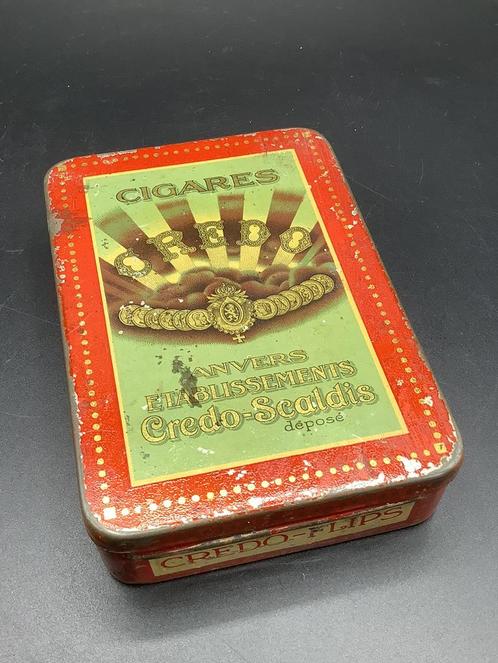 CIGARES
CREDO
ANVERS
ETABLISSEMENTS
Credo-Scaldis
déposé
CREDO-FLIPS